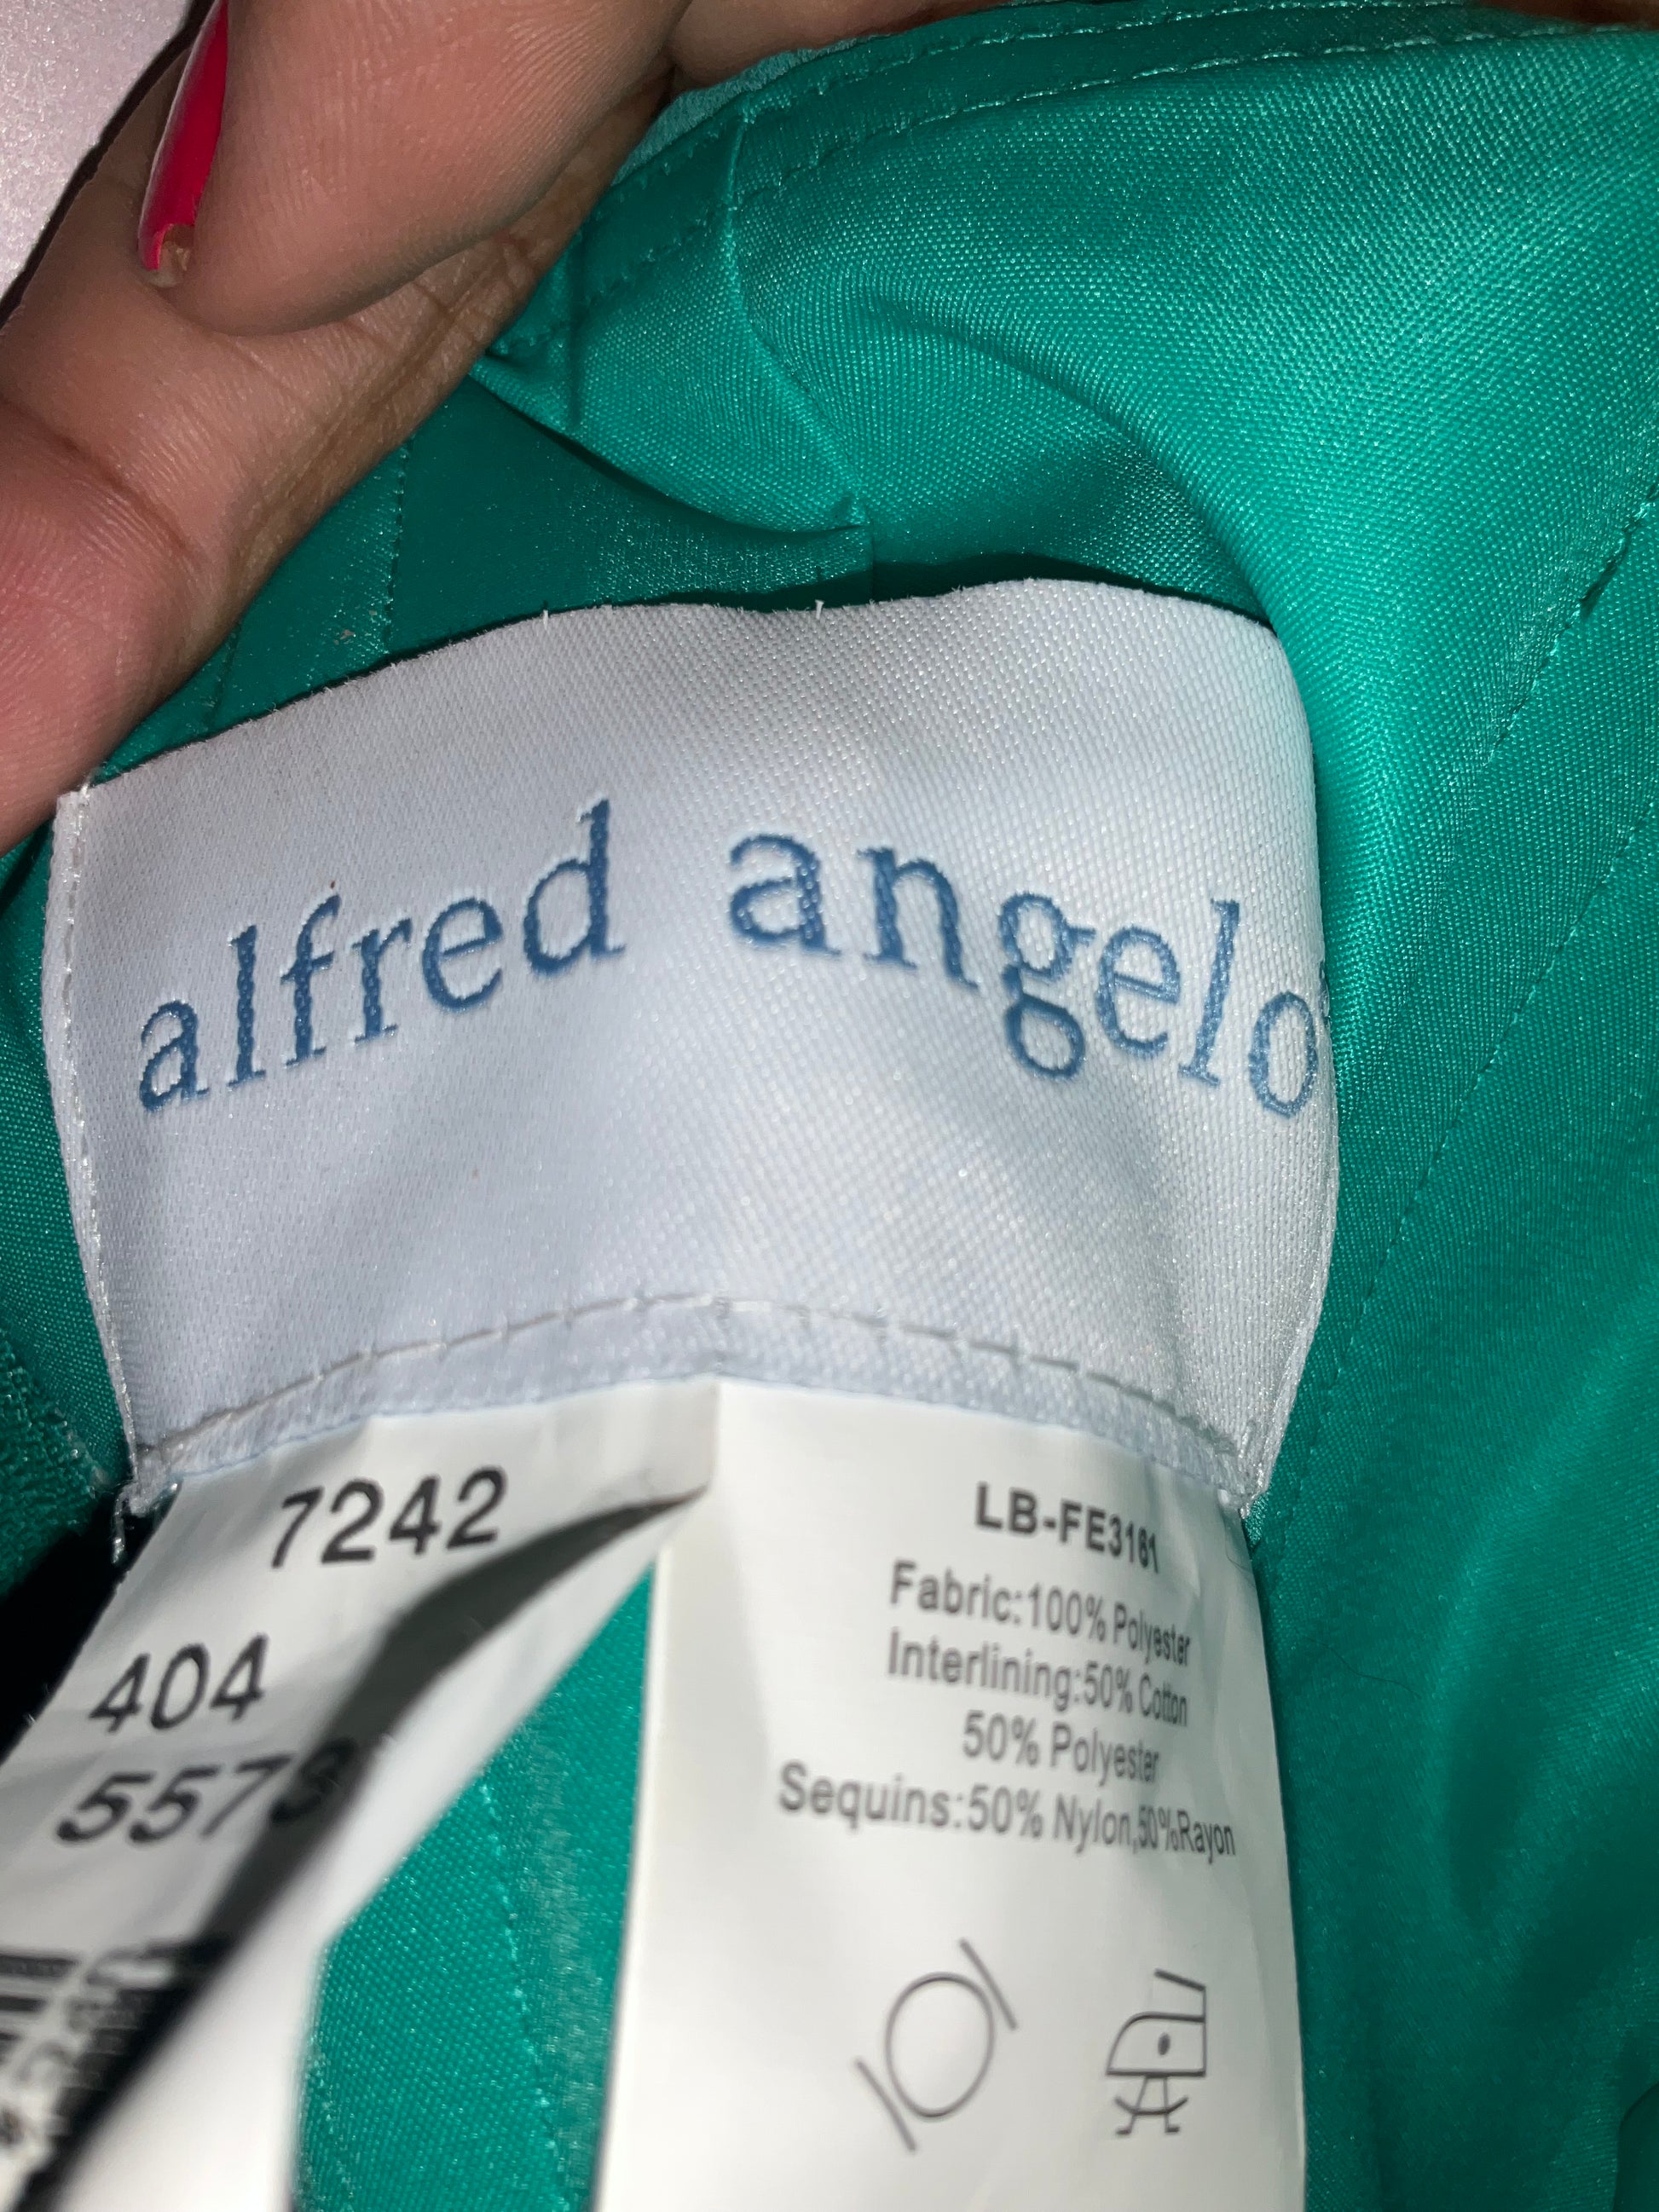 alfred angelo
7242
404
5573
LB-FE3161
Fabric:100% Polyester
Interlining:50% Cotton
50% Polyester
Sequins:50% Nylon,50%Rayon